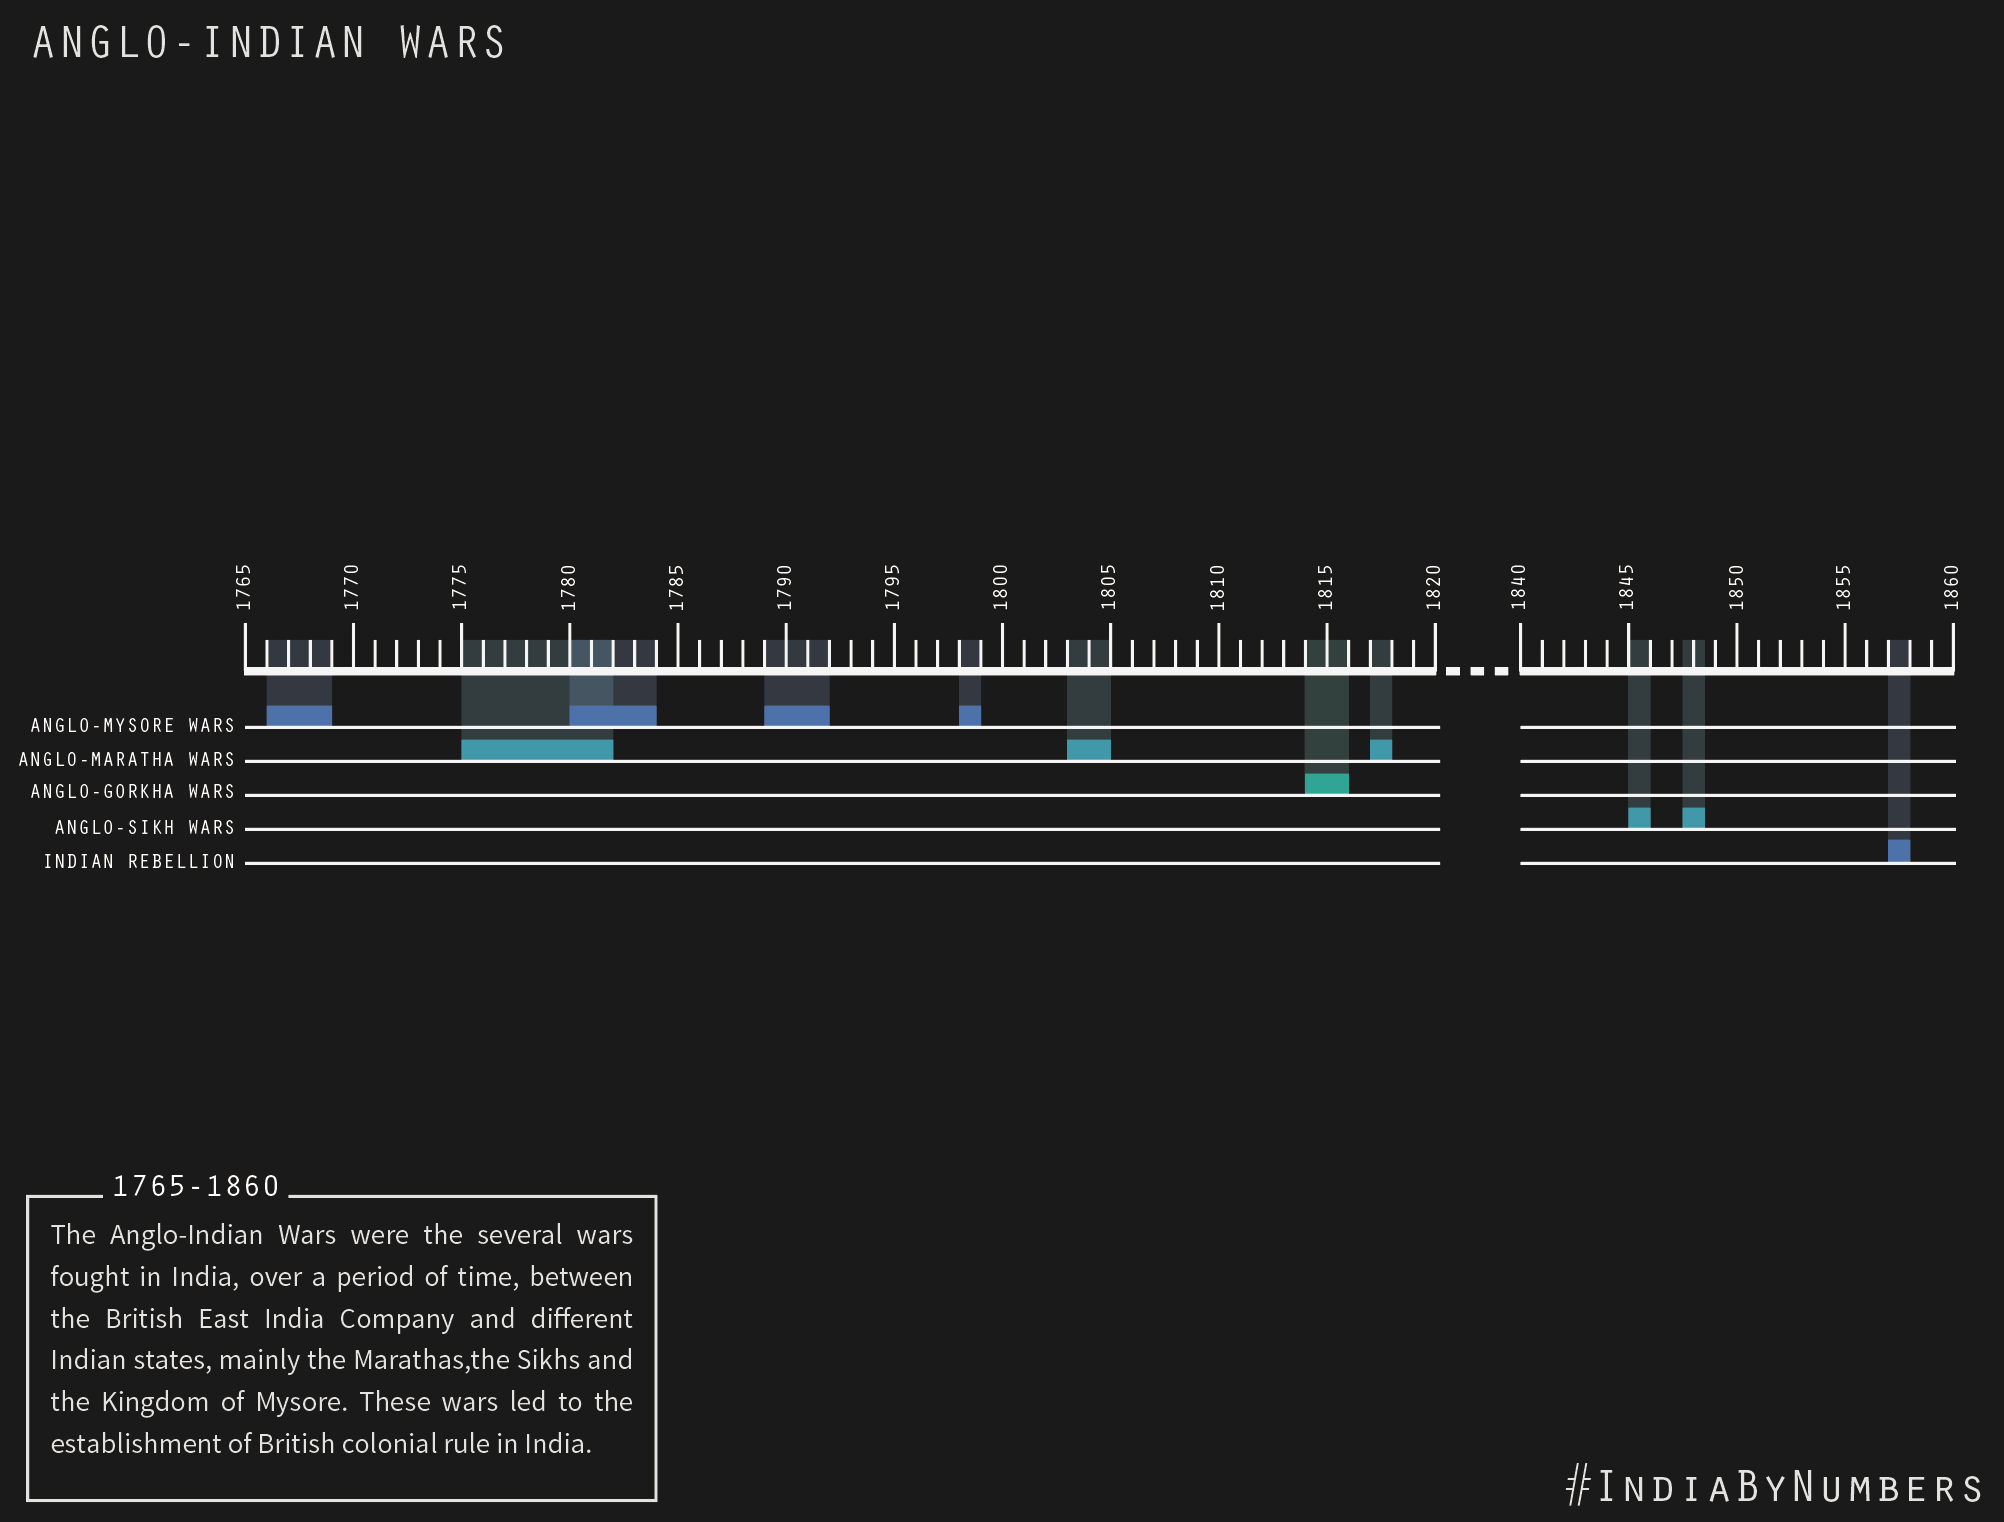 ANGLO-INDIAN WARS
1765 1770 1775 1780 1785 1790 1795 1800 1805 1810 1815 1820 1840 1845 1850 1855 1860
ANGLO-MYSORE WARS
ANGLO-MARATHA WARS
ANGLO-GORKHA WARS
ANGLO-SIKH WARS
INDIAN REBELLION
1765-1860
The Anglo-Indian Wars were the several wars
fought in India, over a period of time, between
the British East India Company and different
Indian states, mainly the Marathas,the Sikhs and
the Kingdom of Mysore. These wars led to the
establishment of British colonial rule in India.
#IndiaByNumbers